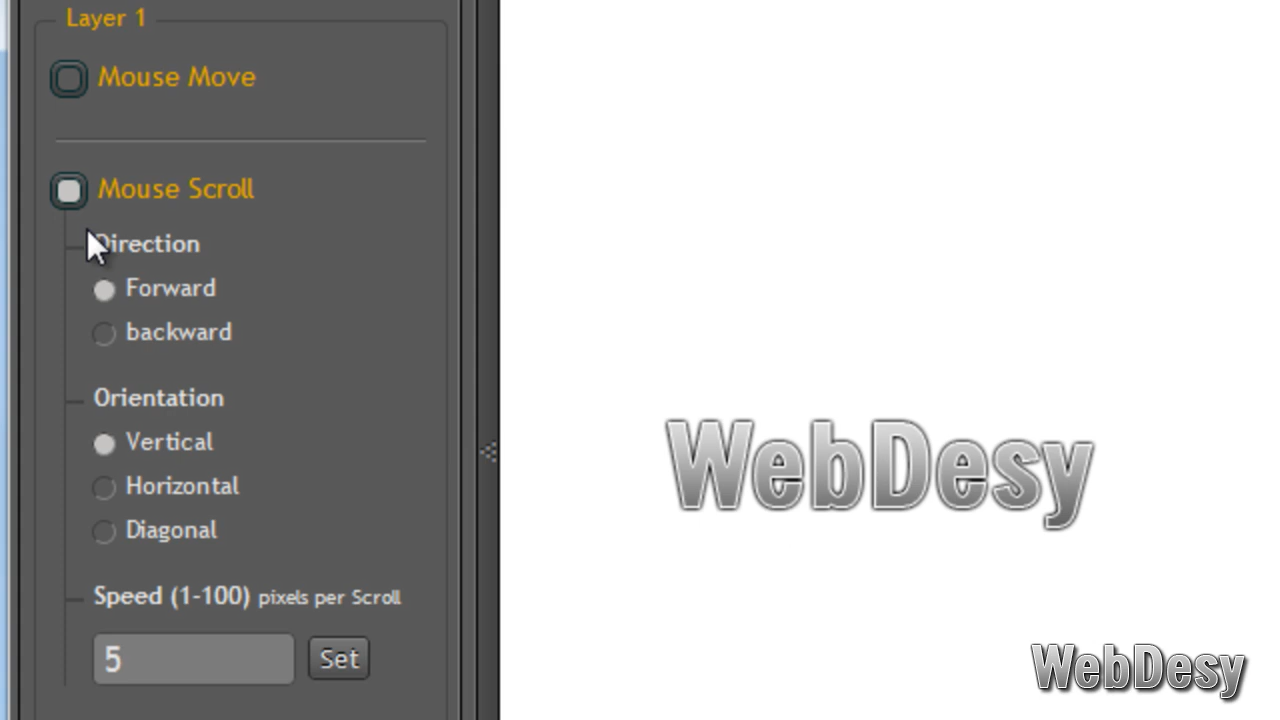 Layer 1
Mouse Move
Mouse Scroll
Direction
Forward
backward
Orientation
Vertical
Horizontal
Diagonal
Speed (1-100) pixels per Scroll
5 Set
WebDesy
WebDesy